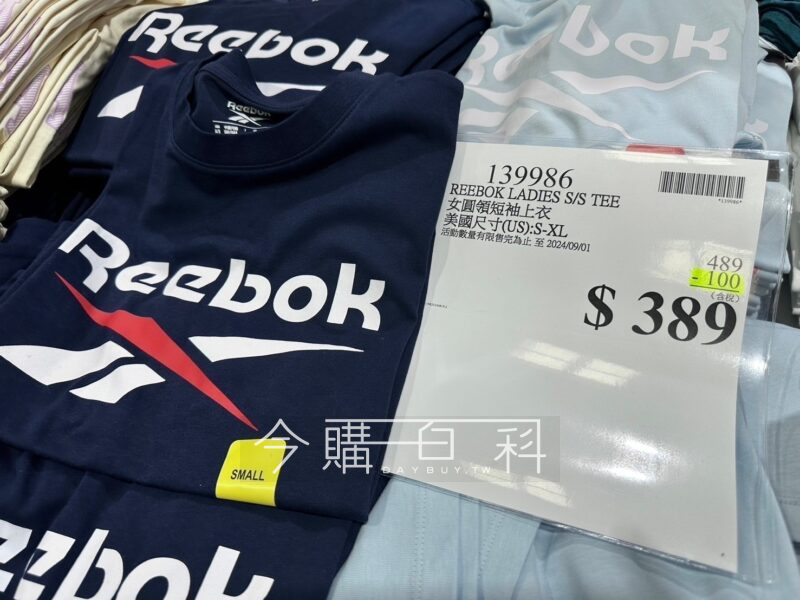 Reebok
Reebok
Reebok
139986
REEBOK LADIES S/S TEE
女圓領短袖上衣
美國尺寸(US):S-XL
活動數量有限售完為止 至 2024/09/01
*139986*
489
-100
(含稅)
$ 389
Reebok
SMALL
今購百科
DAYBUY.TW
Reebok